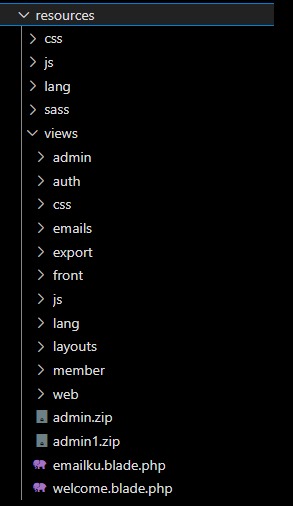 resources
css
js
lang
sass
views
admin
auth
css
emails
export
front
js
lang
layouts
member
web
admin.zip
admin1.zip
emailku.blade.php
welcome.blade.php